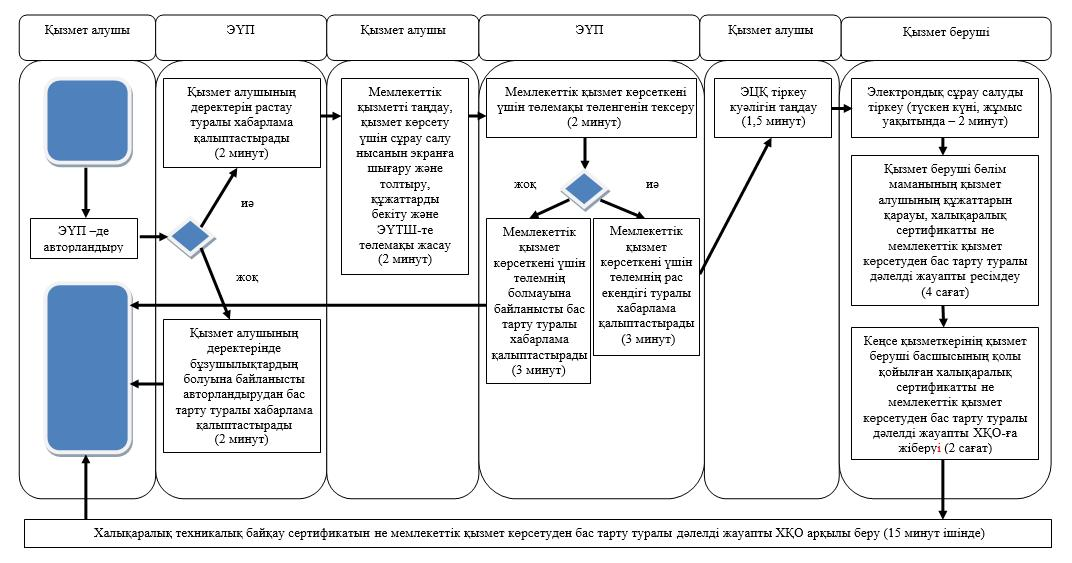 Қызмет алушы
ЭҮП
Қызмет алушы
ЭҮП
Қызмет алушы
Қызмет беруші
ЭҮП –де
авторландыру
Қызмет алушының
деректерін растау
туралы хабарлама
қалыптастырады
(2 минут)
иә
жоқ
Қызмет алушының
деректерінде
бұзушылықтардың
болуына байланысты
авторландырудан бас
тарту туралы хабарлама
қалыптастырады
(2 минут)
Мемлекеттік
қызметті таңдау,
қызмет көрсету
үшін сұрау салу
нысанын экранға
шығару және
толтыру,
құжаттарды
бекіту және
ЭҮТШ-те
төлемақы жасау
(2 минут)
Мемлекеттік қызмет көрсеткені
үшін төлемақы төленгенін тексеру
(2 минут)
жоқ
иә
Мемлекеттік
қызмет
көрсеткені үшін
төлемнің
болмауына
байланысты бас
тарту туралы
хабарлама
қалыптастырады
(3 минут)
Мемлекеттік
қызмет
көрсеткені үшін
төлемнің рас
екендігі туралы
хабарлама
қалыптастырады
(3 минут)
ЭЦҚ тіркеу
куәлігін таңдау
(1,5 минут)
Электрондық сұрау салуды
тіркеу (түскен күні, жұмыс
уақытында – 2 минут)
Қызмет беруші бөлім
маманының қызмет
алушының құжаттарын
қарауы, халықаралық
сертификатты не
мемлекеттік қызмет
көрсетуден бас тарту туралы
дәлелді жауапты ресімдеу
(4 сағат)
Кеңсе қызметкерінің қызмет
беруші басшысының қолы
қойылған халықаралық
сертификатты не
мемлекеттік қызмет
көрсетуден бас тарту туралы
дәлелді жауапты ХҚО-ға
жіберуі (2 сағат)
Халықаралық техникалық байқау сертификатын не мемлекеттік қызмет көрсетуден бас тарту туралы дәлелді жауапты ХҚО арқылы беру (15 минут ішінде)